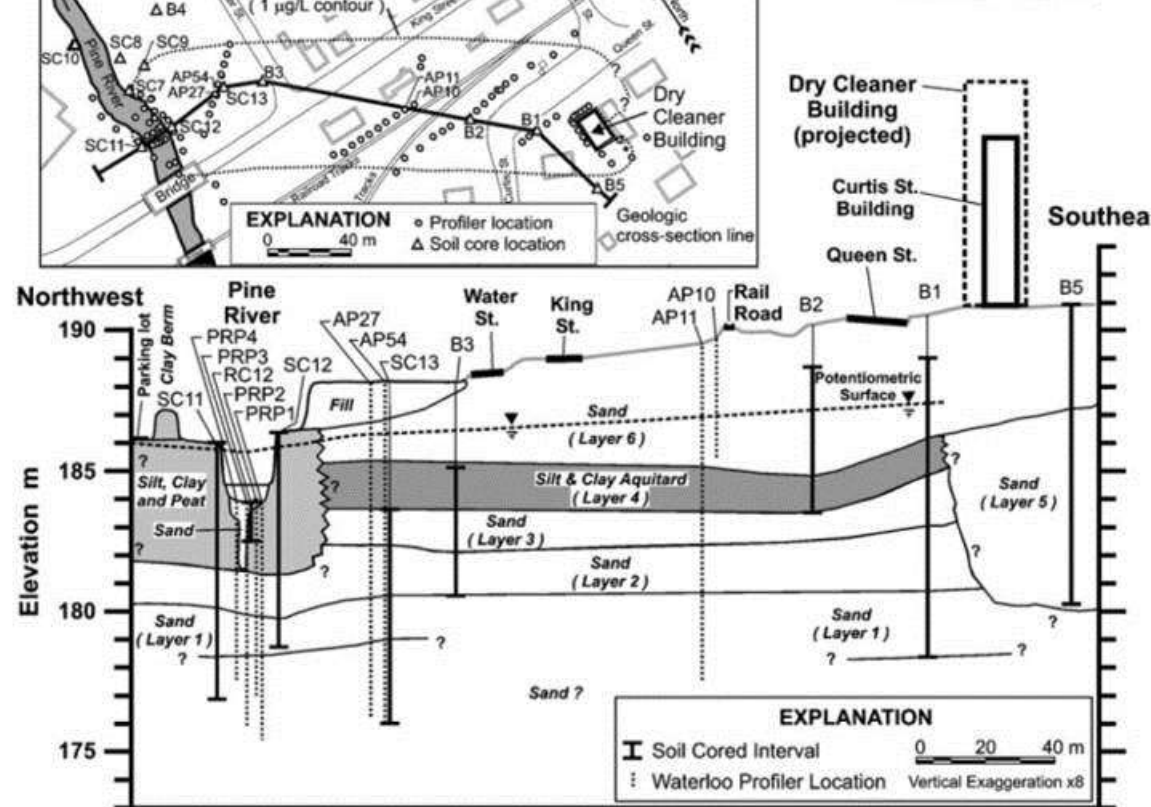 ( 1 µg/L contour )
King Stree
North
B4
SC8
SC9
SC10
Pine River
SC7
AP54
AP27
B3
SC13
SC12
SC11
AP11
AP10
Queen St.
?
?
?
B2
B1
Dry
Cleaner
Building
B5
Geologic
cross-section line
Railroad Tracks
Tracks
Curtis St.
Bridge
EXPLANATION
0 40 m
Profiler location
Soil core location
Dry Cleaner
Building
(projected)
Curtis St.
Building
Southea
Queen St.
Northwest
Pine
River
Water
St.
King
St.
AP10
AP11
Rail
Road
B2
B1
B5
Parking lot
Clay Berm
PRP4
PRP3
RC12
PRP2
PRP1
SC11
SC12
AP27
AP54
SC13
B3
Elevation m
190
185
180
175
Fill
Potentiometric
Surface
Sand
( Layer 6 )
?
Silt, Clay
and Peat
Sand
?
?
Silt & Clay Aquitard
( Layer 4 )
?
Sand
( Layer 5 )
Sand
( Layer 3 )
?
?
Sand
( Layer 2 )
Sand
( Layer 1 )
?
?
Sand
( Layer 1 )
?
?
?
Sand ?
EXPLANATION
Soil Cored Interval
0 20 40 m
Waterloo Profiler Location
Vertical Exaggeration x8